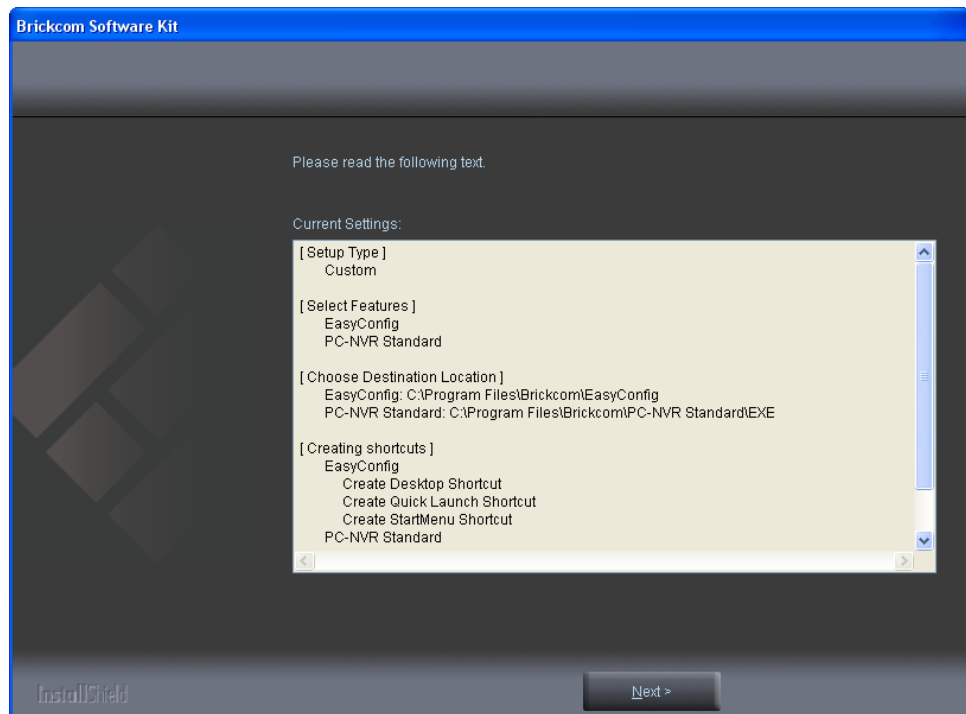 Brickcom Software Kit
Please read the following text.
Current Settings:
[ Setup Type ]
Custom
[ Select Features ]
EasyConfig
PC-NVR Standard
[ Choose Destination Location ]
EasyConfig: C:\Program Files\Brickcom\EasyConfig
PC-NVR Standard: C:\Program Files\Brickcom\PC-NVR Standard\EXE
[ Creating shortcuts ]
EasyConfig
Create Desktop Shortcut
Create Quick Launch Shortcut
Create StartMenu Shortcut
PC-NVR Standard
InstallShield
Next >